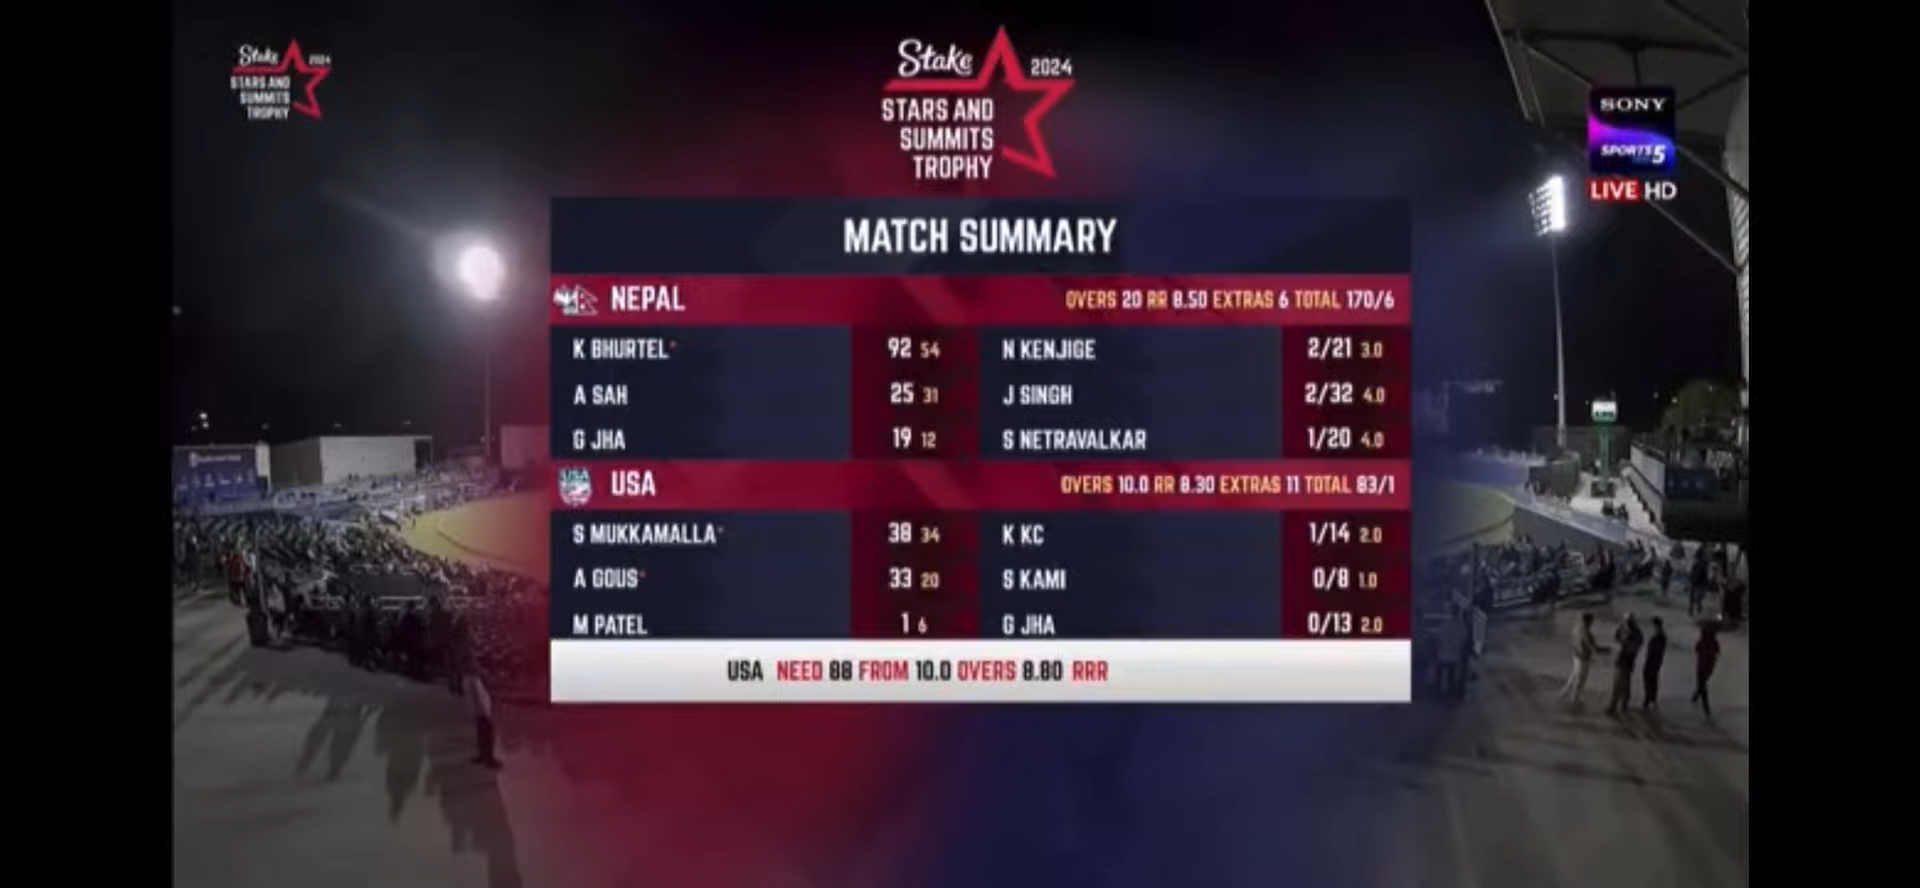 Stake 2024
STARS AND
SUMMITS
TROPHY
Stake 2024
STARS AND
SUMMITS
TROPHY
SONY
SPORTS 5
LIVE HD
MATCH SUMMARY
NEPAL OVERS 20 RR 8.50 EXTRAS 6 TOTAL 170/6
K BHURTEL* 92 54 N KENJIGE 2/21 3.0
A SAH 25 31 J SINGH 2/32 4.0
G JHA 19 12 S NETRAVALKAR 1/20 4.0
USA USA OVERS 10.0 RR 8.30 EXTRAS 11 TOTAL 83/1
S MUKKAMALLA* 38 34 K KC 1/14 2.0
A GOUS* 33 20 S KAMI 0/8 1.0
M PATEL 1 6 G JHA 0/13 2.0
USA NEED 88 FROM 10.0 OVERS 8.80 RRR